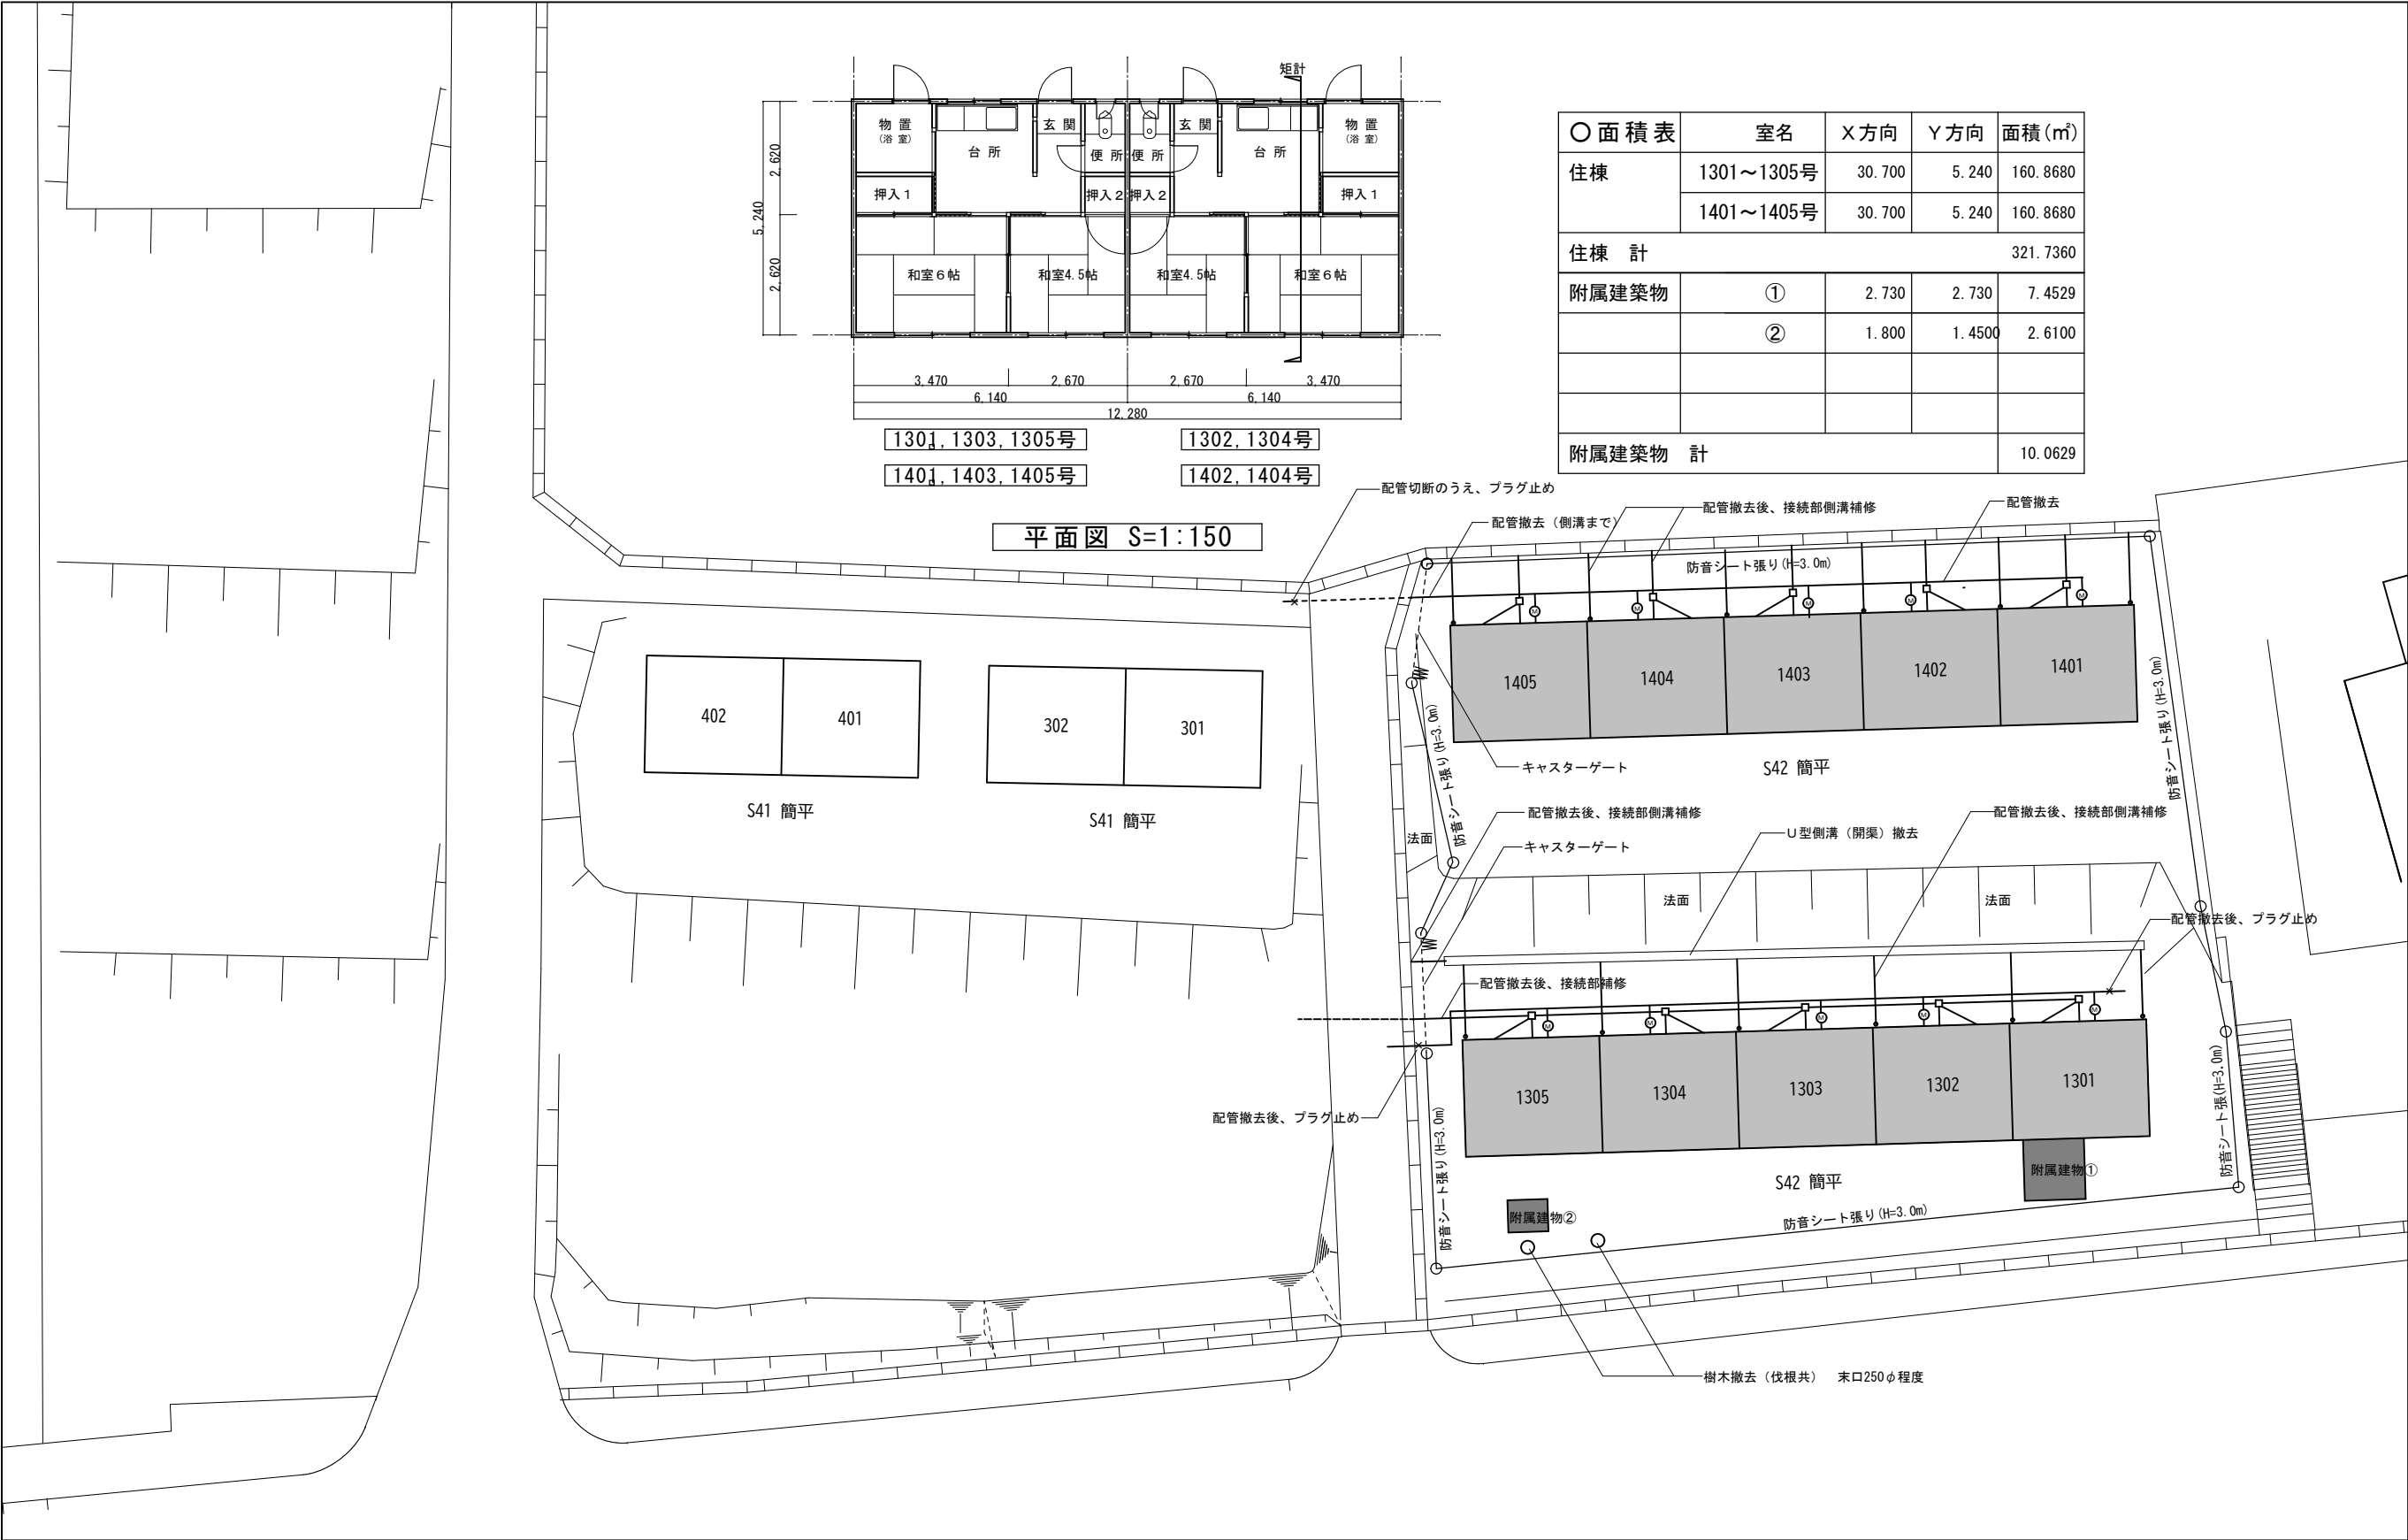 矩計
物置
(浴室)
台所
玄関
便所
便所
玄関
台所
物置
(浴室)
押入1
押入2
押入2
押入1
和室6帖
和室4.5帖
和室4.5帖
和室6帖
2,620
5,240
2,620
3,470
2,670
2,670
3,470
6,140
6,140
12,280
1301,1303,1305号
1302,1304号
1401,1403,1405号
1402,1404号
平面図 S=1:150
○面積表 室名 X方向 Y方向 面積(㎡)
住棟 1301～1305号 30.700 5.240 160.8680
1401～1405号 30.700 5.240 160.8680
住棟 計 321.7360
附属建築物 ① 2.730 2.730 7.4529
② 1.800 1.4500 2.6100
附属建築物 計 10.0629
配管切断のうえ、プラグ止め
配管撤去（側溝まで）
配管撤去後、接続部側溝補修
配管撤去
防音シート張り(H=3.0m)
M
M
M
M
M
1405
1404
1403
1402
1401
防音シート張り(H=3.0m)
防音シート張り(H=3.0m)
キャスターゲート
S42 簡平
402
401
302
301
S41 簡平
S41 簡平
配管撤去後、接続部側溝補修
配管撤去後、接続部側溝補修
U型側溝（開渠）撤去
法面
キャスターゲート
法面
法面
配管撤去後、プラグ止め
配管撤去後、接続部補修
M
M
M
M
M
1305
1304
1303
1302
1301
配管撤去後、プラグ止め
防音シート張り(H=3.0m)
防音シート張(H=3.0m)
附属建物①
S42 簡平
附属建物②
防音シート張り(H=3.0m)
樹木撤去（伐根共） 末口250φ程度